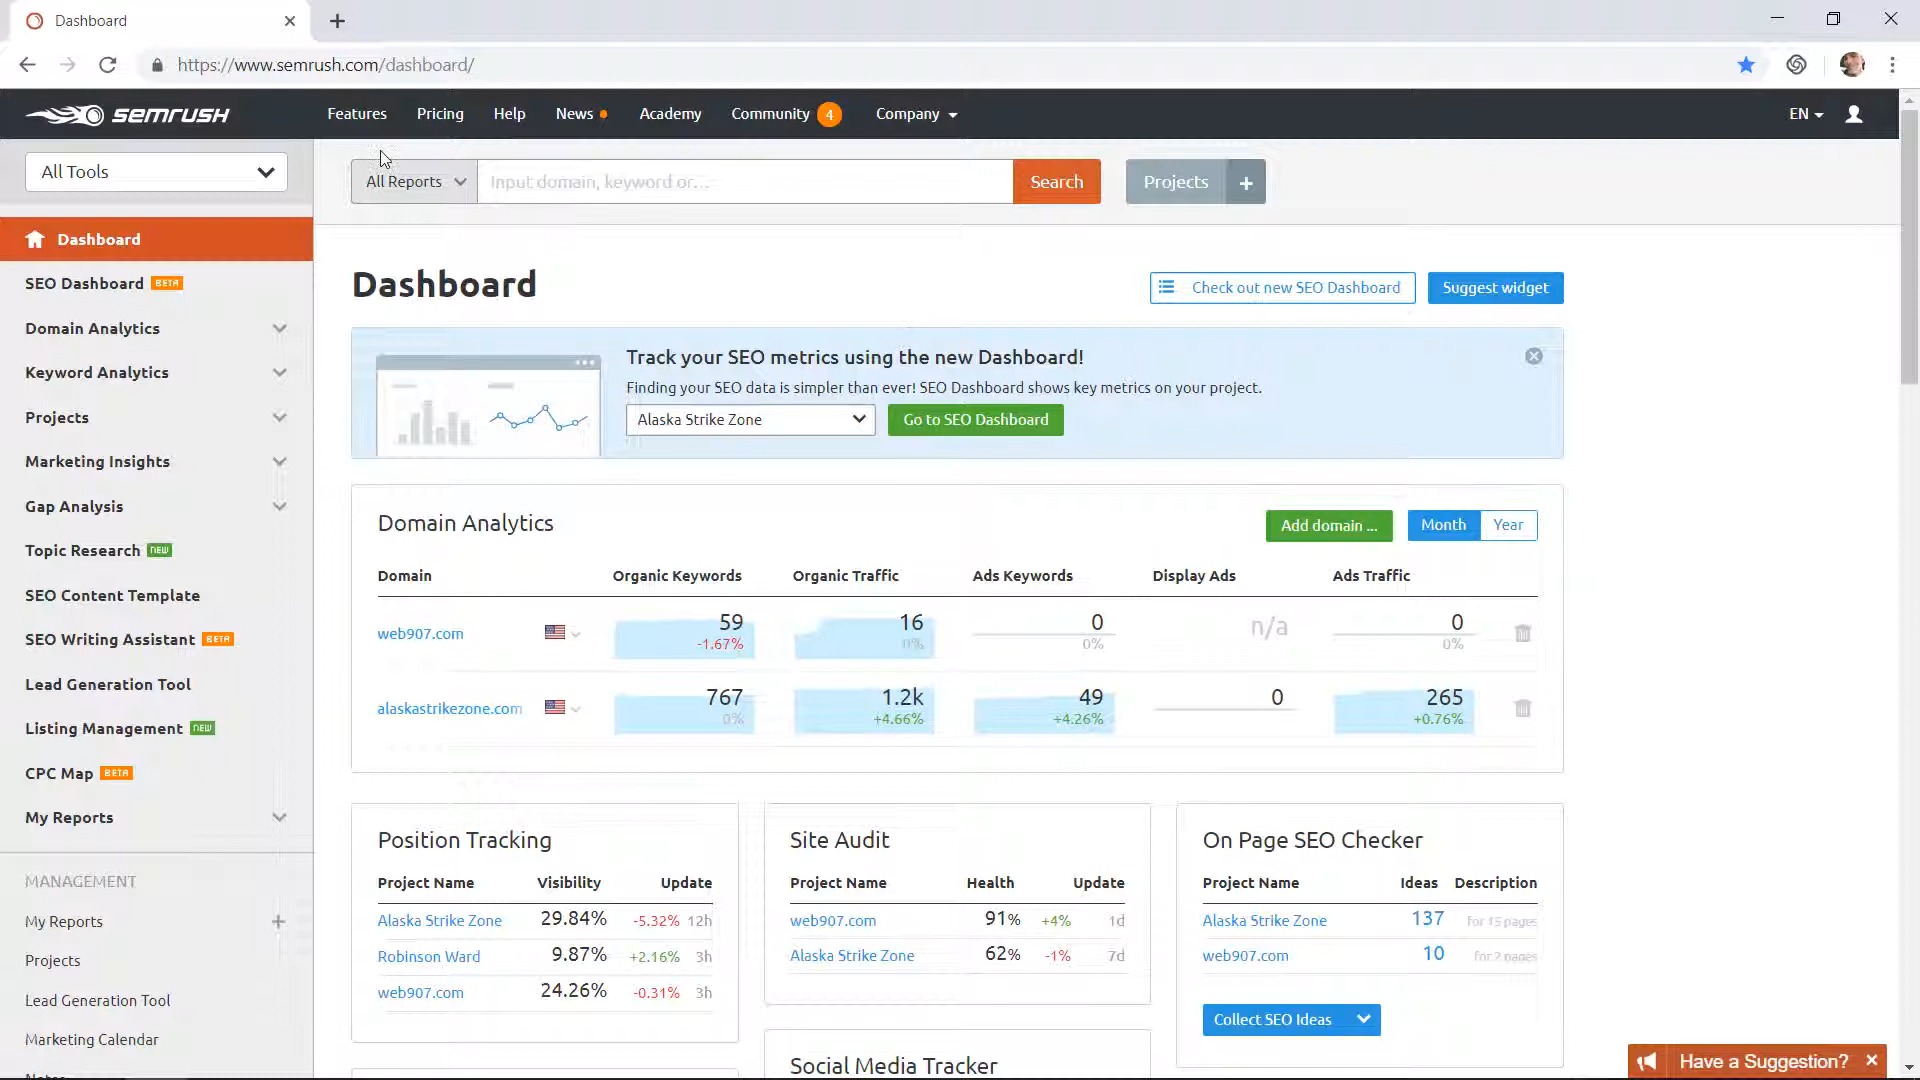 Dashboard
https://www.semrush.com/dashboard/
SEMRUSH
Features
Pricing
Help
News
Academy
Community 4
Company
EN
All Tools
All Reports
Input domain, keyword or...
Search
Projects +
Dashboard
SEO Dashboard BETA
Domain Analytics
Keyword Analytics
Projects
Marketing Insights
Gap Analysis
Topic Research NEW
SEO Content Template
SEO Writing Assistant BETA
Lead Generation Tool
Listing Management NEW
CPC Map BETA
My Reports
MANAGEMENT
My Reports +
Projects
Lead Generation Tool
Marketing Calendar
Dashboard
Check out new SEO Dashboard
Suggest widget
Track your SEO metrics using the new Dashboard!
Finding your SEO data is simpler than ever! SEO Dashboard shows key metrics on your project.
Alaska Strike Zone
Go to SEO Dashboard
Domain Analytics
Add domain ...
Month
Year
Domain Organic Keywords Organic Traffic Ads Keywords Display Ads Ads Traffic
web907.com 59 16 0 n/a 0
-1.67% 0% 0% 0%
alaskastrikezone.com 767 1.2k 49 0 265
0% +4.66% +4.26% +0.76%
Position Tracking
Project Name Visibility Update
Alaska Strike Zone 29.84% -5.32% 12h
Robinson Ward 9.87% +2.16% 3h
web907.com 24.26% -0.31% 3h
Site Audit
Project Name Health Update
web907.com 91% +4% 1d
Alaska Strike Zone 62% -1% 7d
Social Media Tracker
On Page SEO Checker
Project Name Ideas Description
Alaska Strike Zone 137 for 15 pages
web907.com 10 for 2 pages
Collect SEO Ideas
Have a Suggestion?